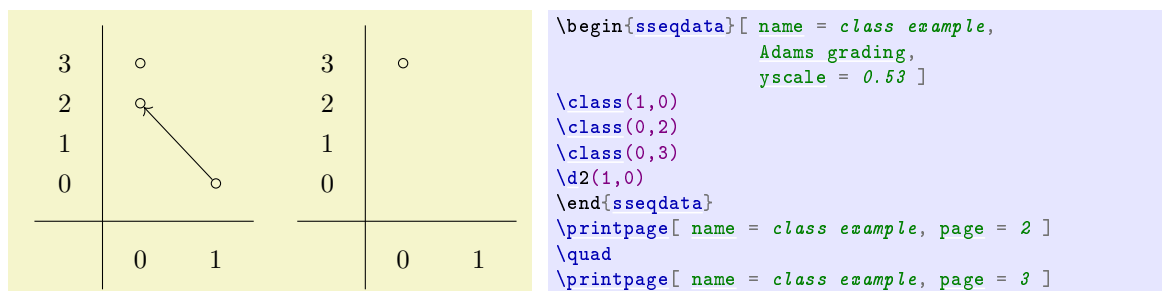 3 3
2 2
1 1
0 0
0 1 0 1
\begin{sseqdata}[ name = class example,
Adams grading,
yscale = 0.53 ]
\class(1,0)
\class(0,2)
\class(0,3)
\d2(1,0)
\end{sseqdata}
\printpage[ name = class example, page = 2 ]
\quad
\printpage[ name = class example, page = 3 ]